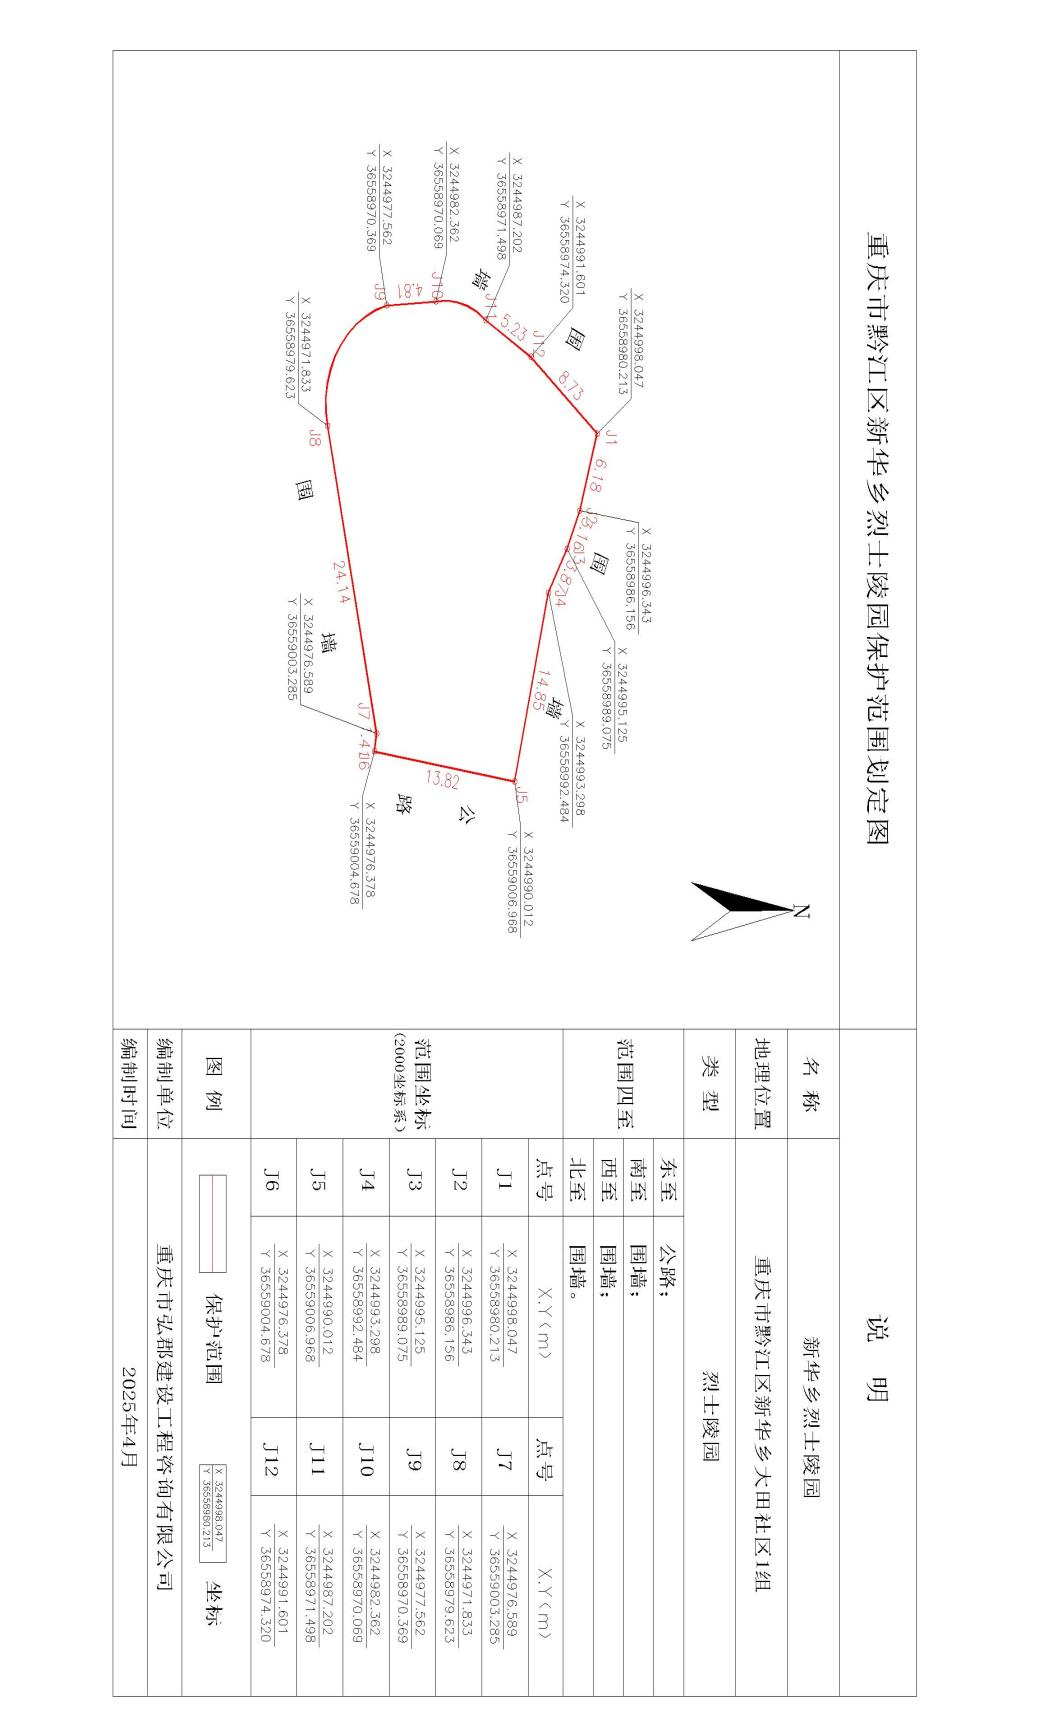 重庆市黔江区新华乡烈士陵园保护范围划定图
X 3244998.047
Y 36558980.213
X 3244991.601
Y 36558974.320
X 3244987.202
Y 36558971.498
X 3244982.362
Y 36558970.069
X 3244977.562
Y 36558970.369
X 3244971.833
Y 36558979.623
X 3244996.343
Y 36558986.156
X 3244995.125
Y 36558989.075
X 3244993.298
Y 36558992.484
X 3244990.012
Y 36559006.968
X 3244976.378
Y 36559004.678
X 3244976.589
Y 36559003.285
J1
6.18
J2
3.16
J3
3.87
J4
14.85
J5
13.82
J6
1.41
J7
24.14
J8
J9
4.81
J10
J11
5.23
J12
8.73
围
墙
围
墙
围
墙
公
路
N
说 明
名 称 新华乡烈士陵园
地理位置 重庆市黔江区新华乡大田社区1组
类 型 烈士陵园
范围四至
东至 公路;
南至 围墙;
西至 围墙;
北至 围墙。
范围坐标
(2000坐标系)
点号 X.Y(m) 点号 X.Y(m)
J1
X 3244998.047
Y 36558980.213
J7
X 3244976.589
Y 36559003.285
J2
X 3244996.343
Y 36558986.156
J8
X 3244971.833
Y 36558979.623
J3
X 3244995.125
Y 36558989.075
J9
X 3244977.562
Y 36558970.369
J4
X 3244993.298
Y 36558992.484
J10
X 3244982.362
Y 36558970.069
J5
X 3244990.012
Y 36559006.968
J11
X 3244987.202
Y 36558971.498
J6
X 3244976.378
Y 36559004.678
J12
X 3244991.601
Y 36558974.320
图 例
保护范围
X 3244998.047
Y 36558980.213
坐标
编制单位 重庆市弘郡建设工程咨询有限公司
编制时间 2025年4月